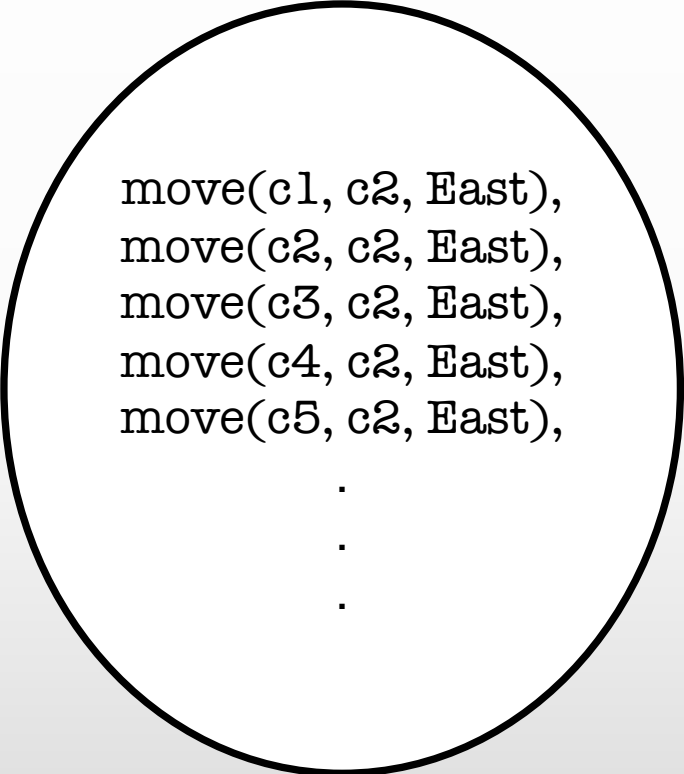 move(c1, c2, East),
move(c2, c2, East),
move(c3, c2, East),
move(c4, c2, East),
move(c5, c2, East),
.
.
.